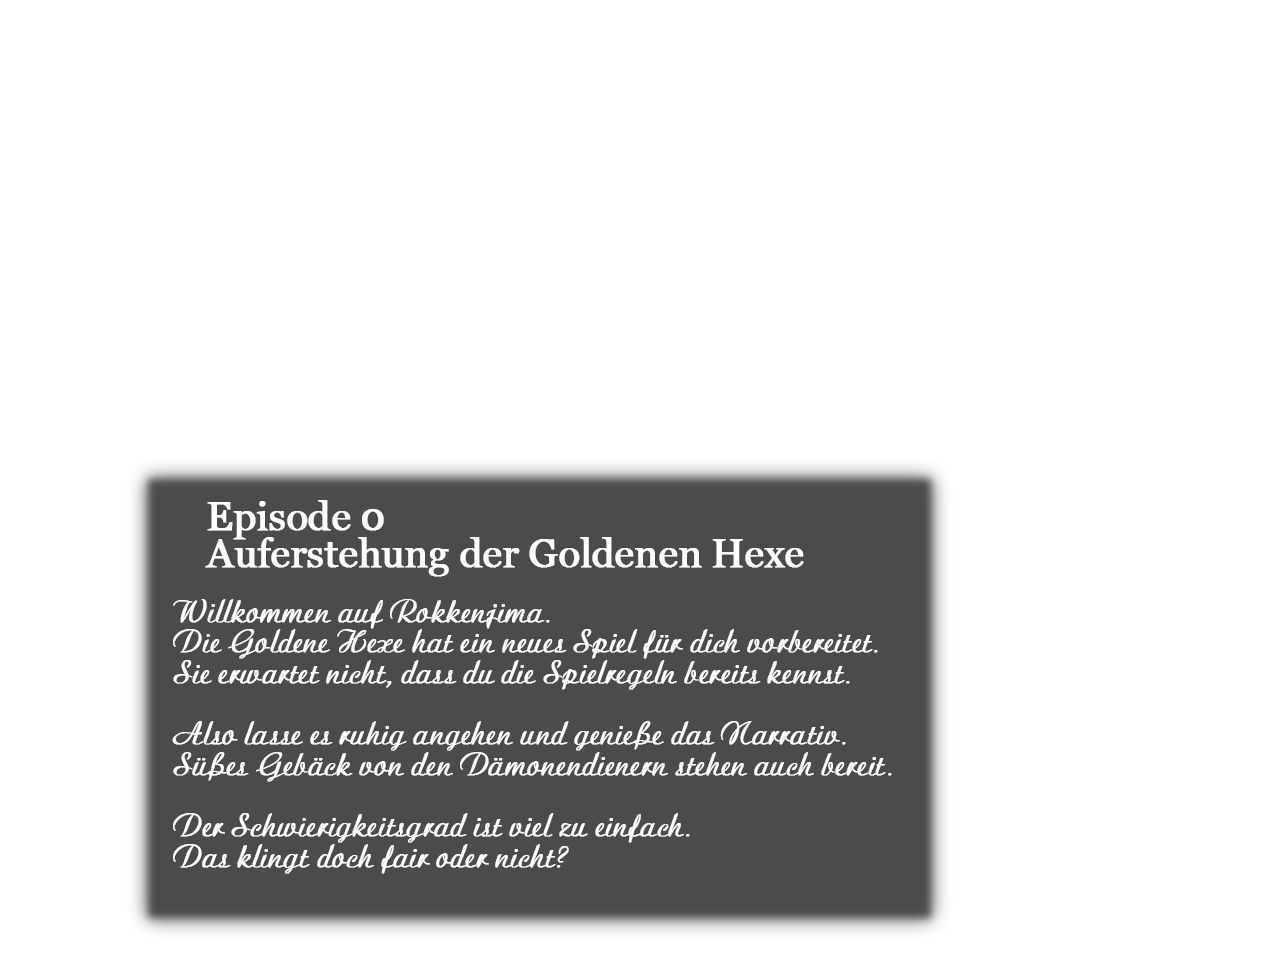 Episode 0
Auferstehung der Goldenen Hexe
Willkommen auf Rokkenjima.
Die Goldene Hexe hat ein neues Spiel für dich vorbereitet.
Sie erwartet nicht, dass du die Spielregeln bereits kennst.
Also lasse es ruhig angehen und genieße das Narrativ.
Süßes Gebäck von den Dämonendienern stehen auch bereit.
Der Schwierigkeitsgrad ist viel zu einfach.
Das klingt doch fair oder nicht?